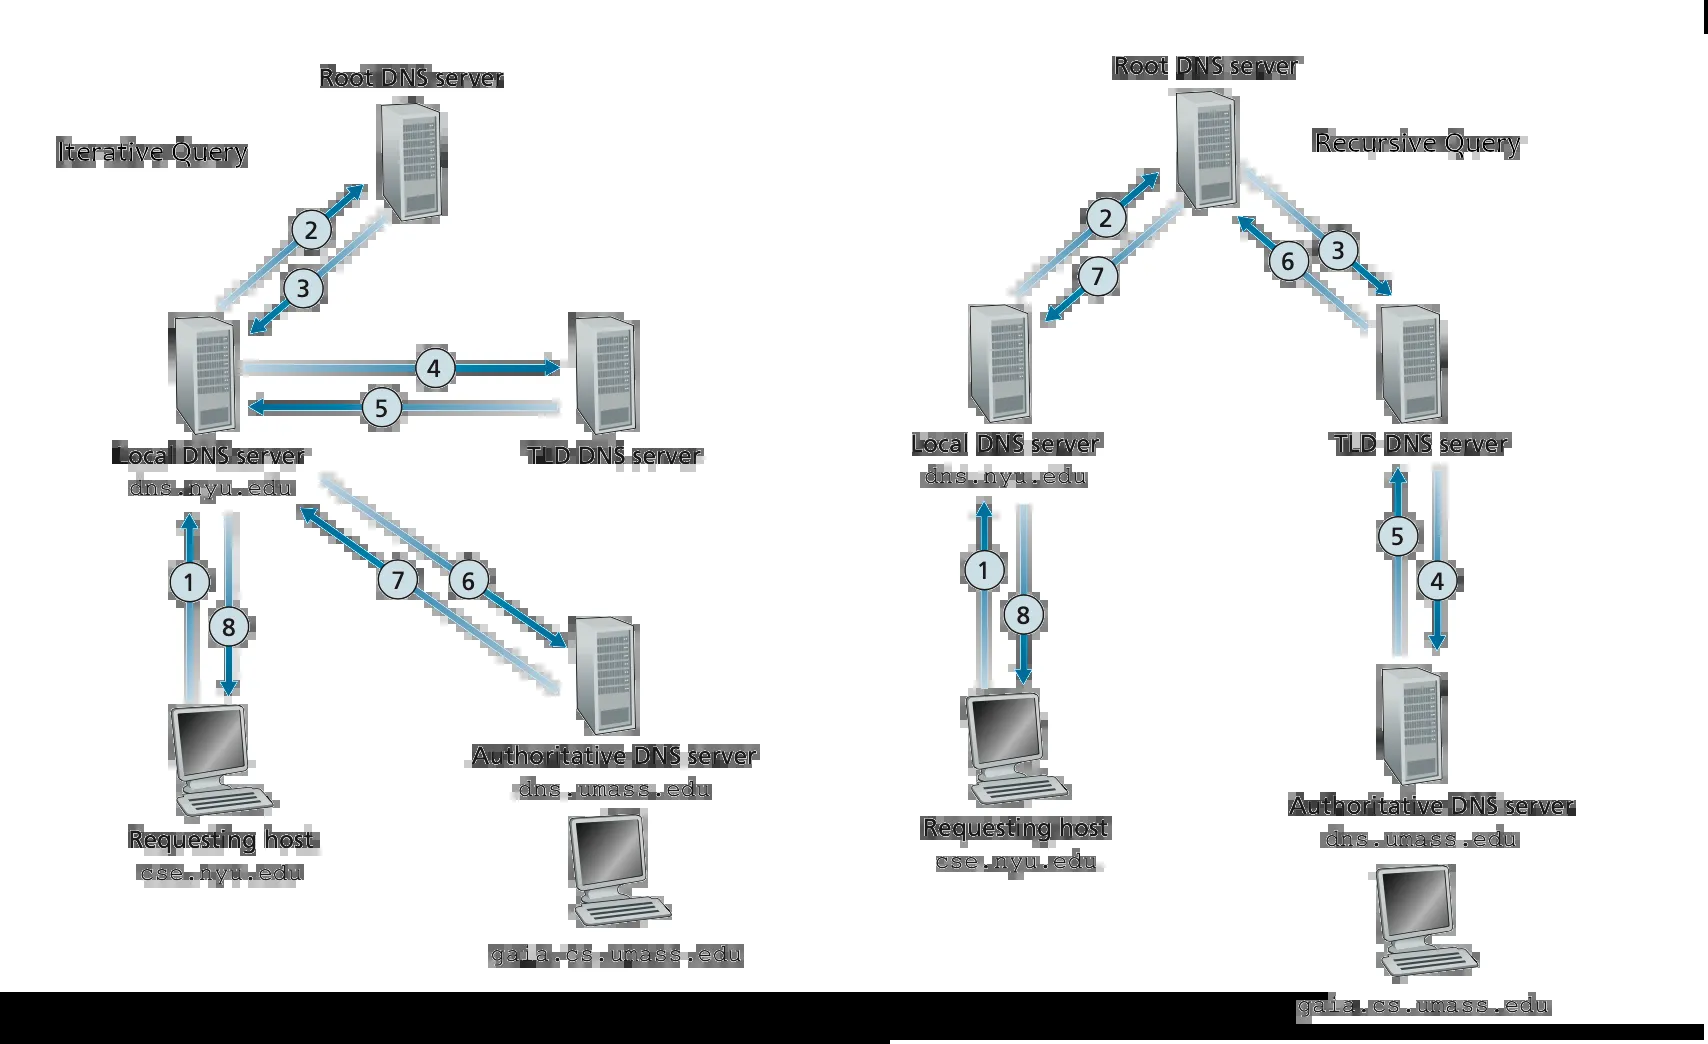 Root DNS server
Iterative Query
2
3
4
5
Local DNS server
dns.nyu.edu
TLD DNS server
1
8
7
6
Authoritative DNS server
dns.umass.edu
Requesting host
cse.nyu.edu
gaia.cs.umass.edu
Root DNS server
Recursive Query
2
7
6
3
Local DNS server
dns.nyu.edu
TLD DNS server
1
8
5
4
Authoritative DNS server
dns.umass.edu
Requesting host
cse.nyu.edu
gaia.cs.umass.edu